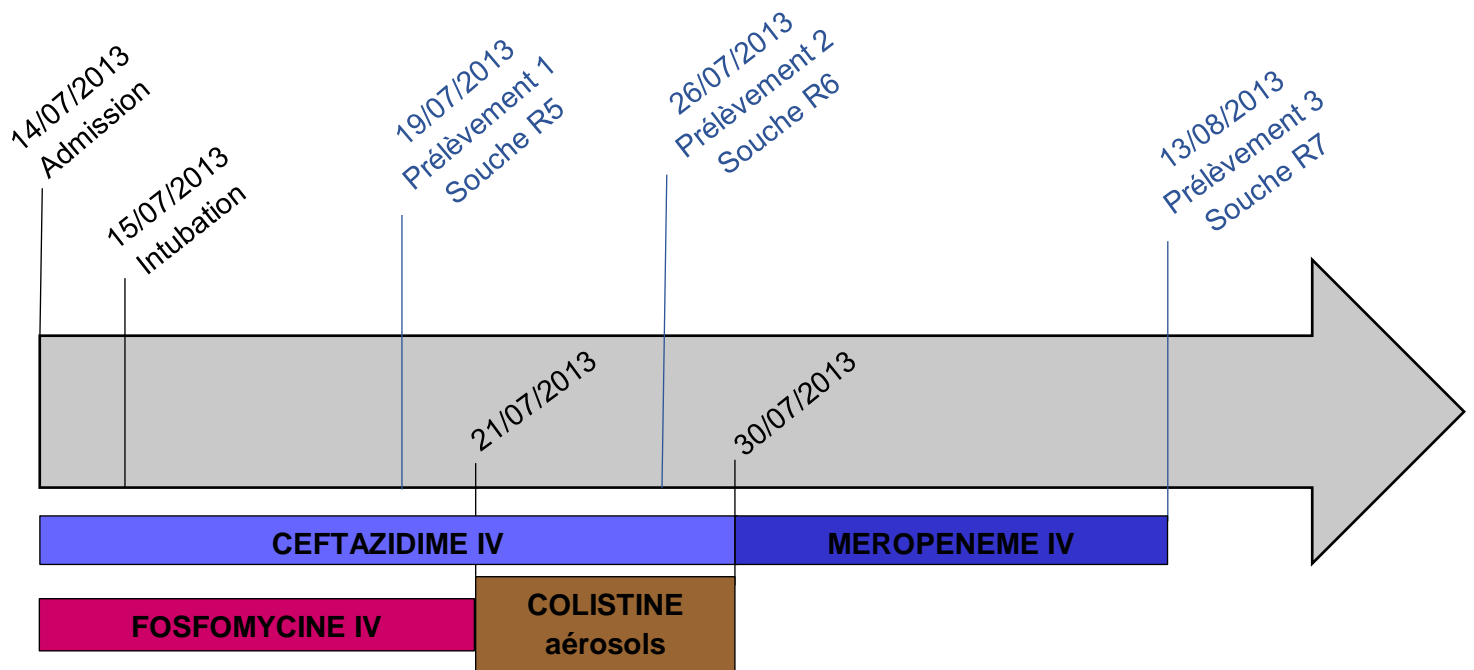 14/07/2013
Admission
15/07/2013
Intubation
19/07/2013
Prélèvement 1
Souche R5
26/07/2013
Prélèvement 2
Souche R6
13/08/2013
Prélèvement 3
Souche R7
21/07/2013
30/07/2013
CEFTAZIDIME IV
MEROPENEME IV
FOSFOMYCINE IV
COLISTINE
aérosols